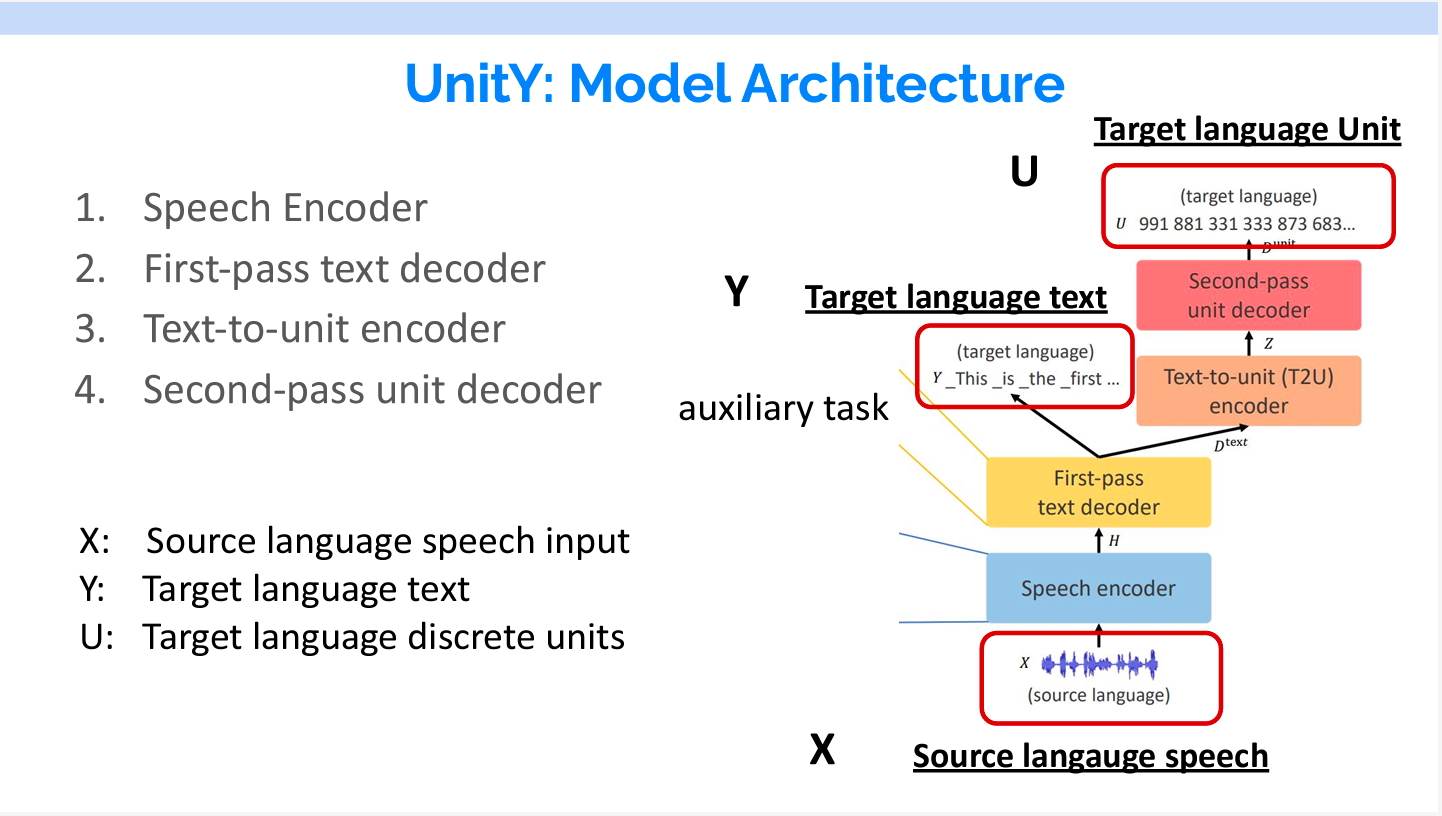 UnitY: Model Architecture
1. Speech Encoder
2. First-pass text decoder
3. Text-to-unit encoder
4. Second-pass unit decoder
X: Source language speech input
Y: Target language text
U: Target language discrete units
Target language Unit
U
(target language)
U 991 881 331 333 873 683...
D^unit
Second-pass
unit decoder
Z
Text-to-unit (T2U)
encoder
D^text
Y
Target language text
(target language)
Y _This _is _the _first ...
auxiliary task
First-pass
text decoder
H
Speech encoder
X
(source language)
X
Source langauge speech